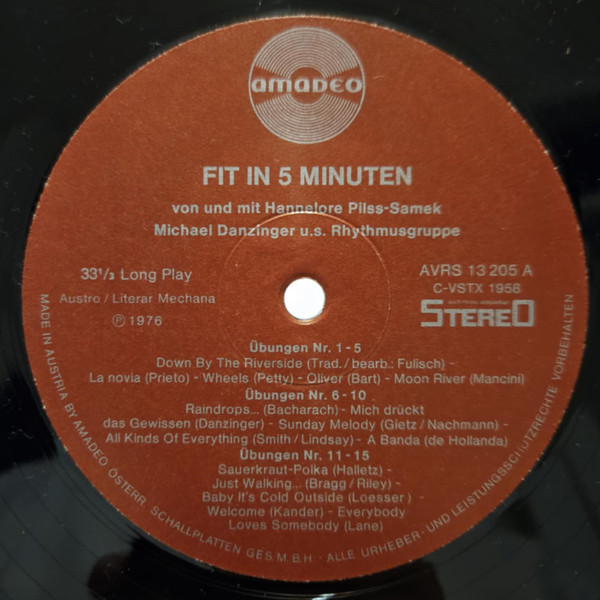 amaDeo
FIT IN 5 MINUTEN
von und mit Hannelore Pilss-Samek
Michael Danzinger u.s. Rhythmusgruppe
33 1/3 Long Play
Austro / Literar Mechana
Ⓟ 1976
AVRS 13 205 A
C-VSTX 1958
STEREO
Übungen Nr. 1 - 5
Down By The Riverside (Trad. / bearb.: Fulisch) -
La novia (Prieto) - Wheels (Petty) - Oliver (Bart) - Moon River (Mancini)
Übungen Nr. 6 - 10
Raindrops... (Bacharach) - Mich drückt
das Gewissen (Danzinger) - Sunday Melody (Gietz / Nachmann) -
All Kinds Of Everything (Smith / Lindsay) - A Banda (de Hollanda)
Übungen Nr. 11 - 15
Sauerkraut-Polka (Halletz) -
Just Walking... (Bragg / Riley) -
Baby It's Cold Outside (Loesser) -
Welcome (Kander) - Everybody
Loves Somebody (Lane)
MADE IN AUSTRIA BY AMADEO ÖSTERR. SCHALLPLATTEN GES.M.B.H · ALLE URHEBER- UND LEISTUNGSSCHUTZRECHTE VORBEHALTEN